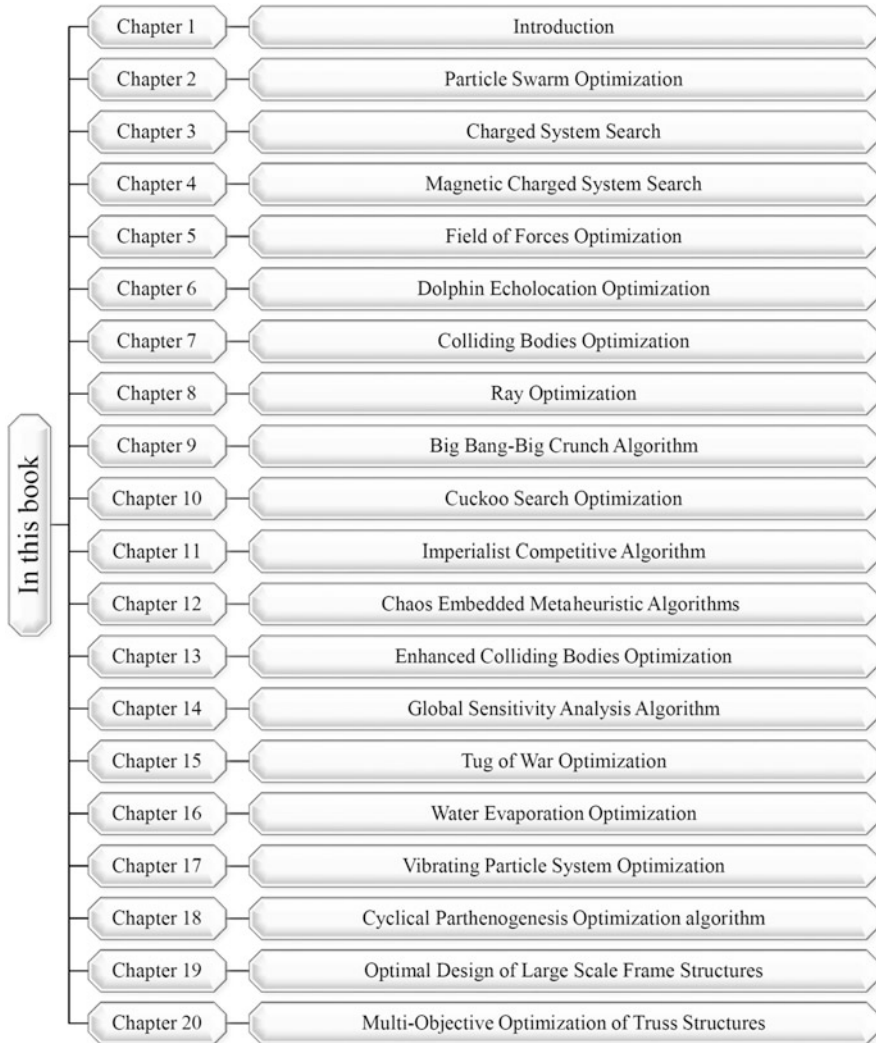 In this book
Chapter 1 Introduction
Chapter 2 Particle Swarm Optimization
Chapter 3 Charged System Search
Chapter 4 Magnetic Charged System Search
Chapter 5 Field of Forces Optimization
Chapter 6 Dolphin Echolocation Optimization
Chapter 7 Colliding Bodies Optimization
Chapter 8 Ray Optimization
Chapter 9 Big Bang-Big Crunch Algorithm
Chapter 10 Cuckoo Search Optimization
Chapter 11 Imperialist Competitive Algorithm
Chapter 12 Chaos Embedded Metaheuristic Algorithms
Chapter 13 Enhanced Colliding Bodies Optimization
Chapter 14 Global Sensitivity Analysis Algorithm
Chapter 15 Tug of War Optimization
Chapter 16 Water Evaporation Optimization
Chapter 17 Vibrating Particle System Optimization
Chapter 18 Cyclical Parthenogenesis Optimization algorithm
Chapter 19 Optimal Design of Large Scale Frame Structures
Chapter 20 Multi-Objective Optimization of Truss Structures